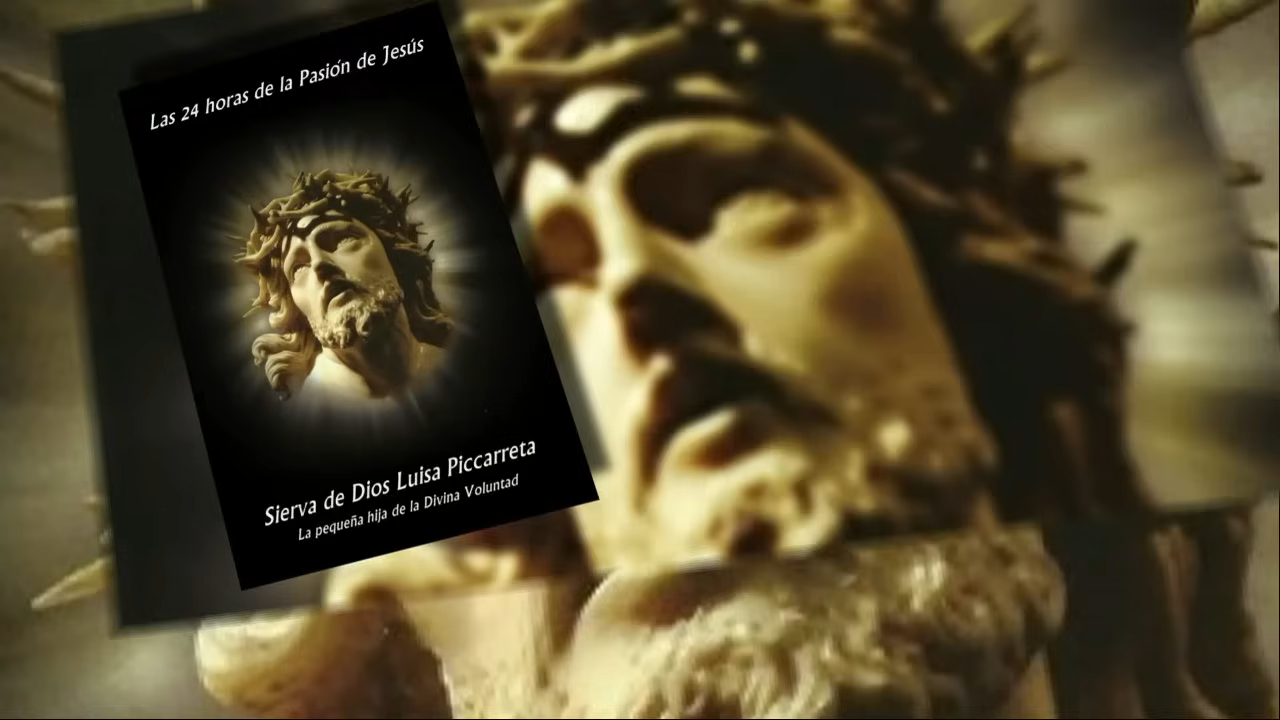 Las 24 horas de la Pasión de Jesús
Sierva de Dios Luisa Piccarreta
La pequeña hija de la Divina Voluntad